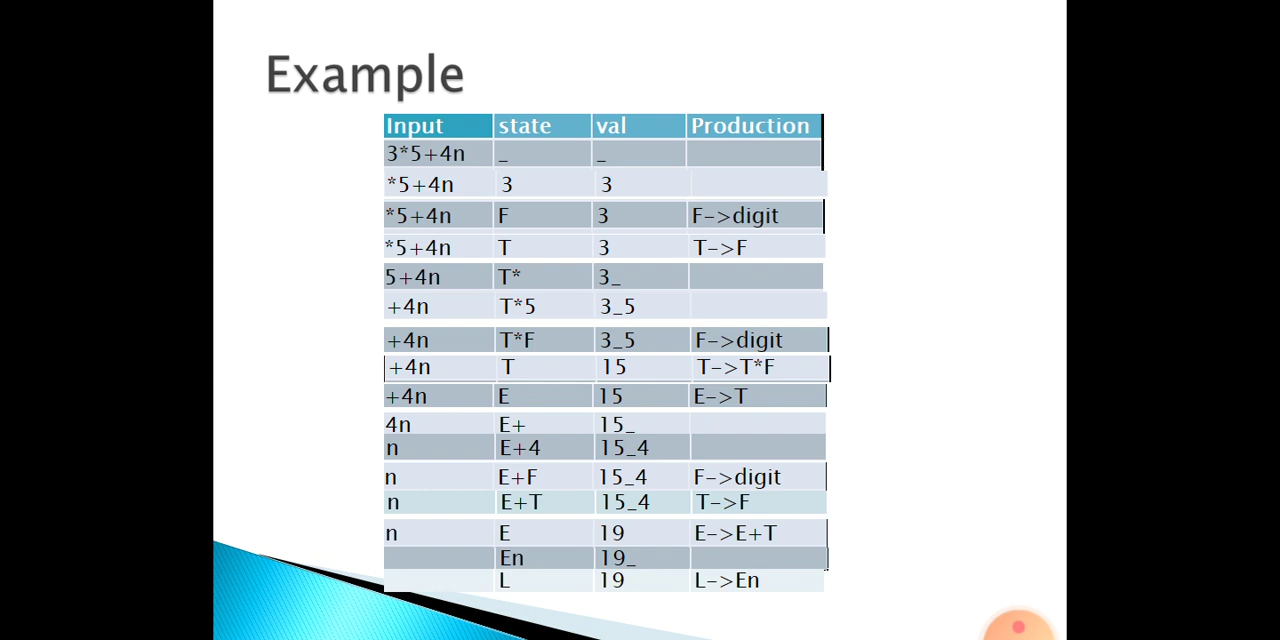 Example
Input state val Production
3*5+4n _ _
*5+4n 3 3
*5+4n F 3 F->digit
*5+4n T 3 T->F
5+4n T* 3_
+4n T*5 3_5
+4n T*F 3_5 F->digit
+4n T 15 T->T*F
+4n E 15 E->T
4n E+ 15_
n E+4 15_4
n E+F 15_4 F->digit
n E+T 15_4 T->F
n E 19 E->E+T
En 19_
L 19 L->En